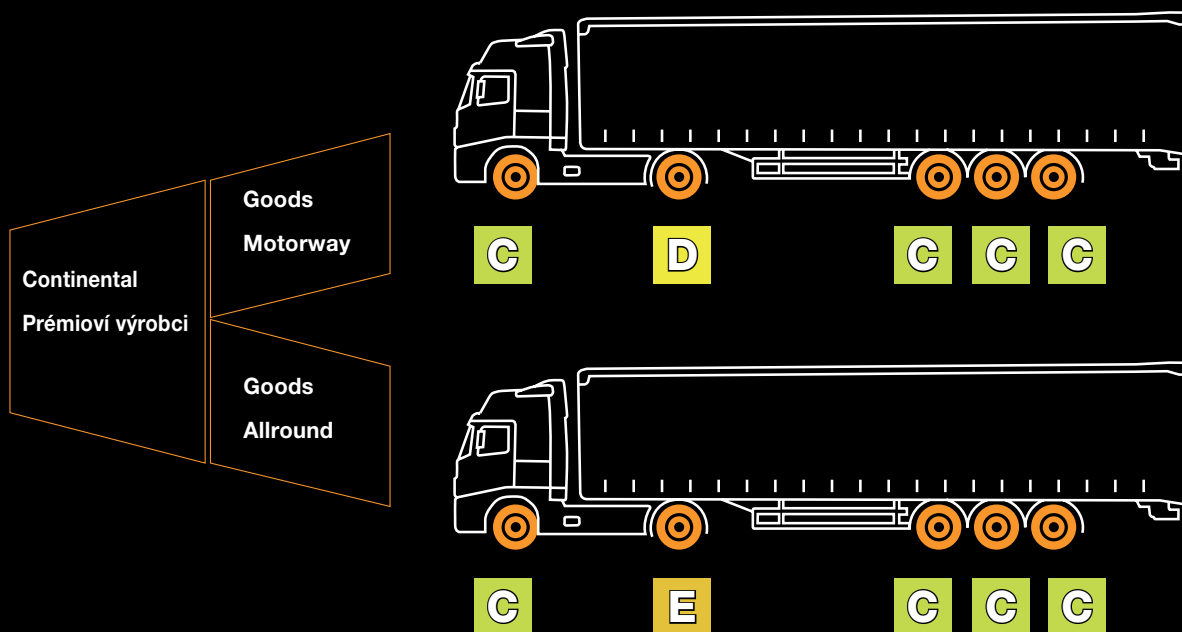 Continental
Prémioví výrobci
Goods
Motorway
C D C C C
Goods
Allround
C E C C C